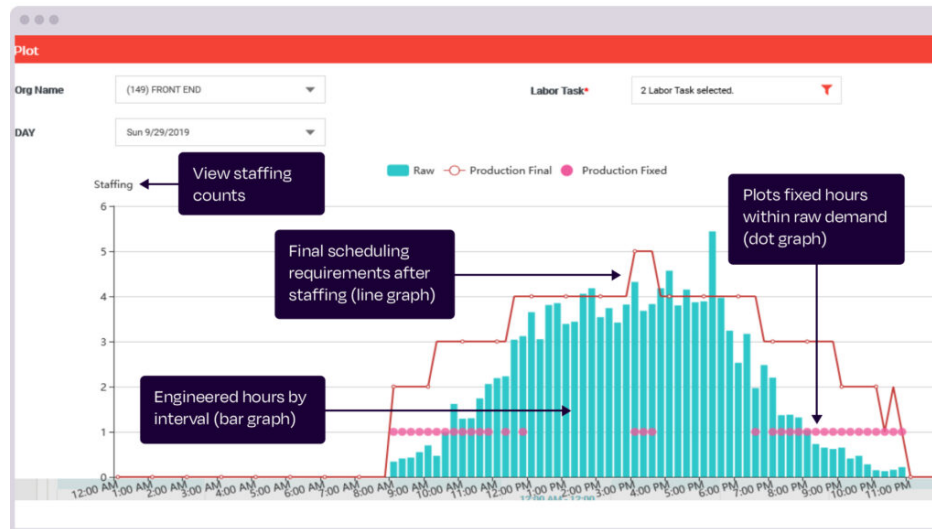 Plot
Org Name
(149) FRONT END
Labor Task*
2 Labor Task selected.
DAY
Sun 9/29/2019
Raw
Production Final
Production Fixed
Staffing
View staffing
counts
Final scheduling
requirements after
staffing (line graph)
Plots fixed hours
within raw demand
(dot graph)
Engineered hours by
interval (bar graph)
6
5
4
3
2
1
0
12:00 AM
1:00 AM
2:00 AM
3:00 AM
4:00 AM
5:00 AM
6:00 AM
7:00 AM
8:00 AM
9:00 AM
10:00 AM
11:00 AM
12:00 PM
1:00 PM
2:00 PM
3:00 PM
4:00 PM
5:00 PM
6:00 PM
7:00 PM
8:00 PM
9:00 PM
10:00 PM
11:00 PM